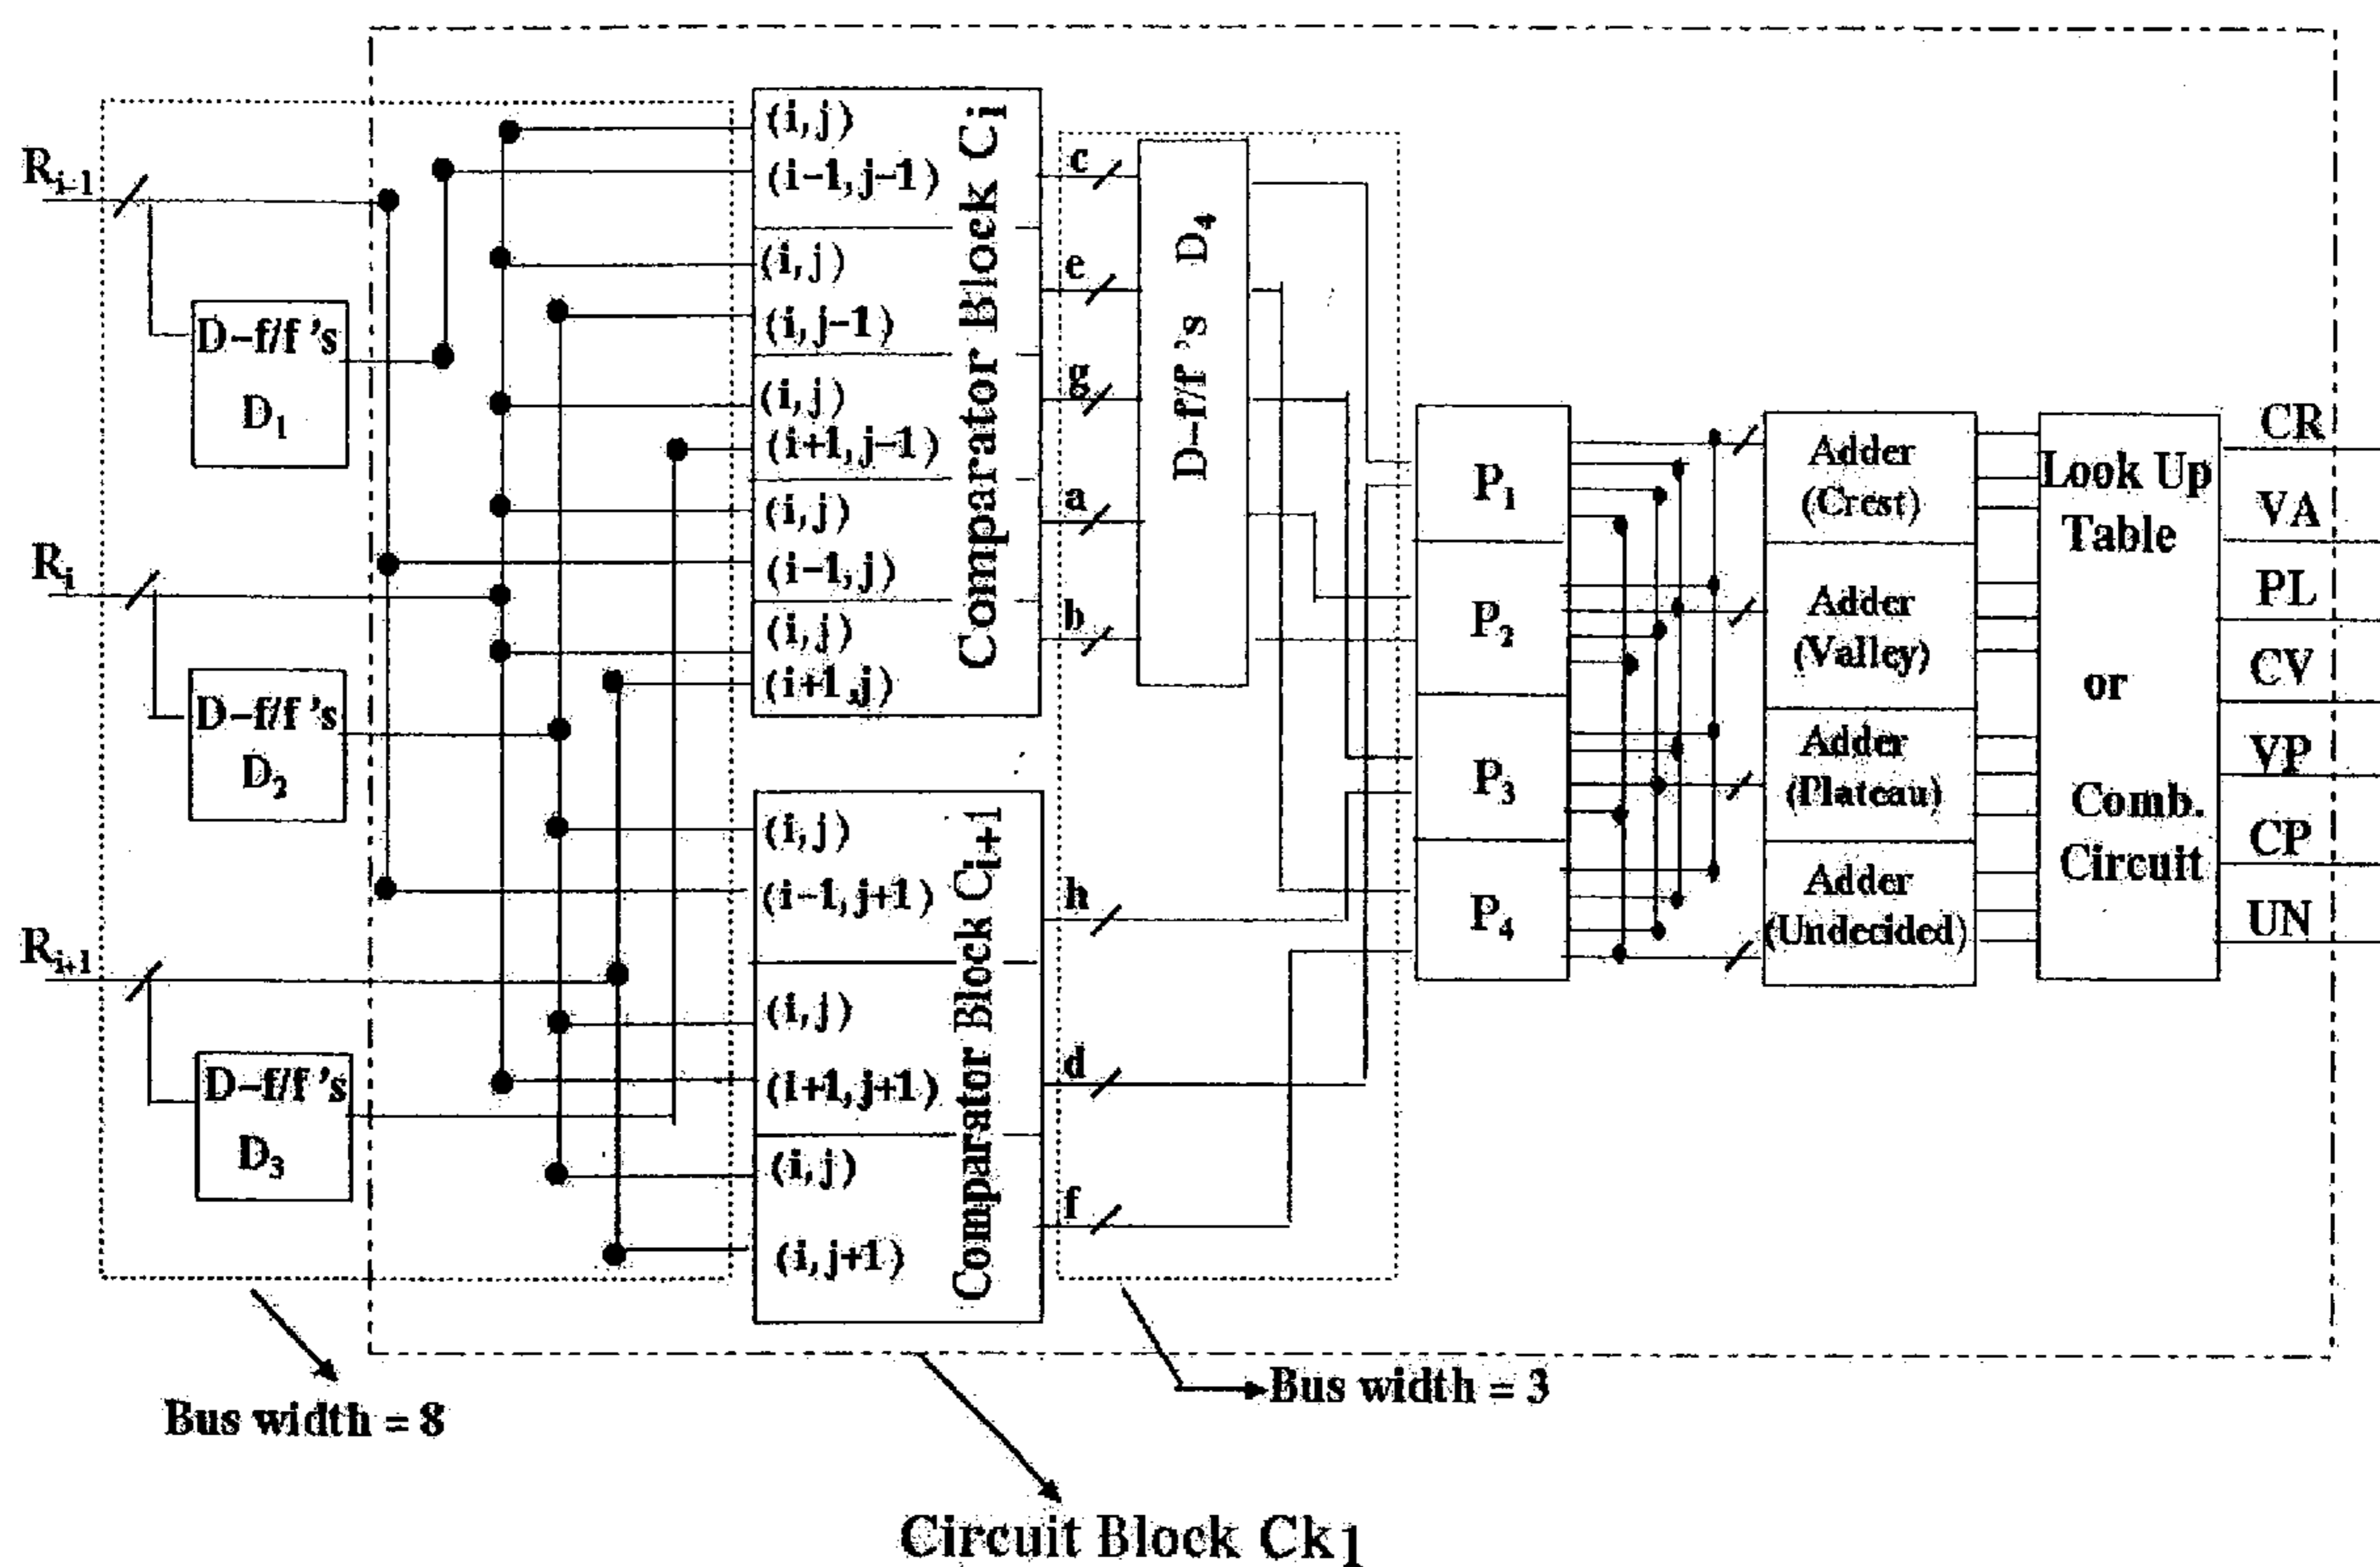 R_{i-1}
D-f/f 's
D_1
R_i
D-f/f 's
D_2
R_{i+1}
D-f/f 's
D_3
(i,j)
(i-1,j-1)
(i,j)
(i,j-1)
(i,j)
(i+1,j-1)
(i,j)
(i-1,j)
(i,j)
(i+1,j)
Comparator Block C_i
(i,j)
(i-1,j+1)
(i,j)
(i+1,j+1)
(i,j)
(i,j+1)
Comparator Block C_{i+1}
c
e
g
a
b
h
d
f
D-f/f 's D_4
P_1
P_2
P_3
P_4
Adder
(Crest)
Adder
(Valley)
Adder
(Plateau)
Adder
(Undecided)
Look Up
Table
or
Comb.
Circuit
CR
VA
PL
CV
VP
CP
UN
Bus width = 8
Bus width = 3
Circuit Block Ck_1